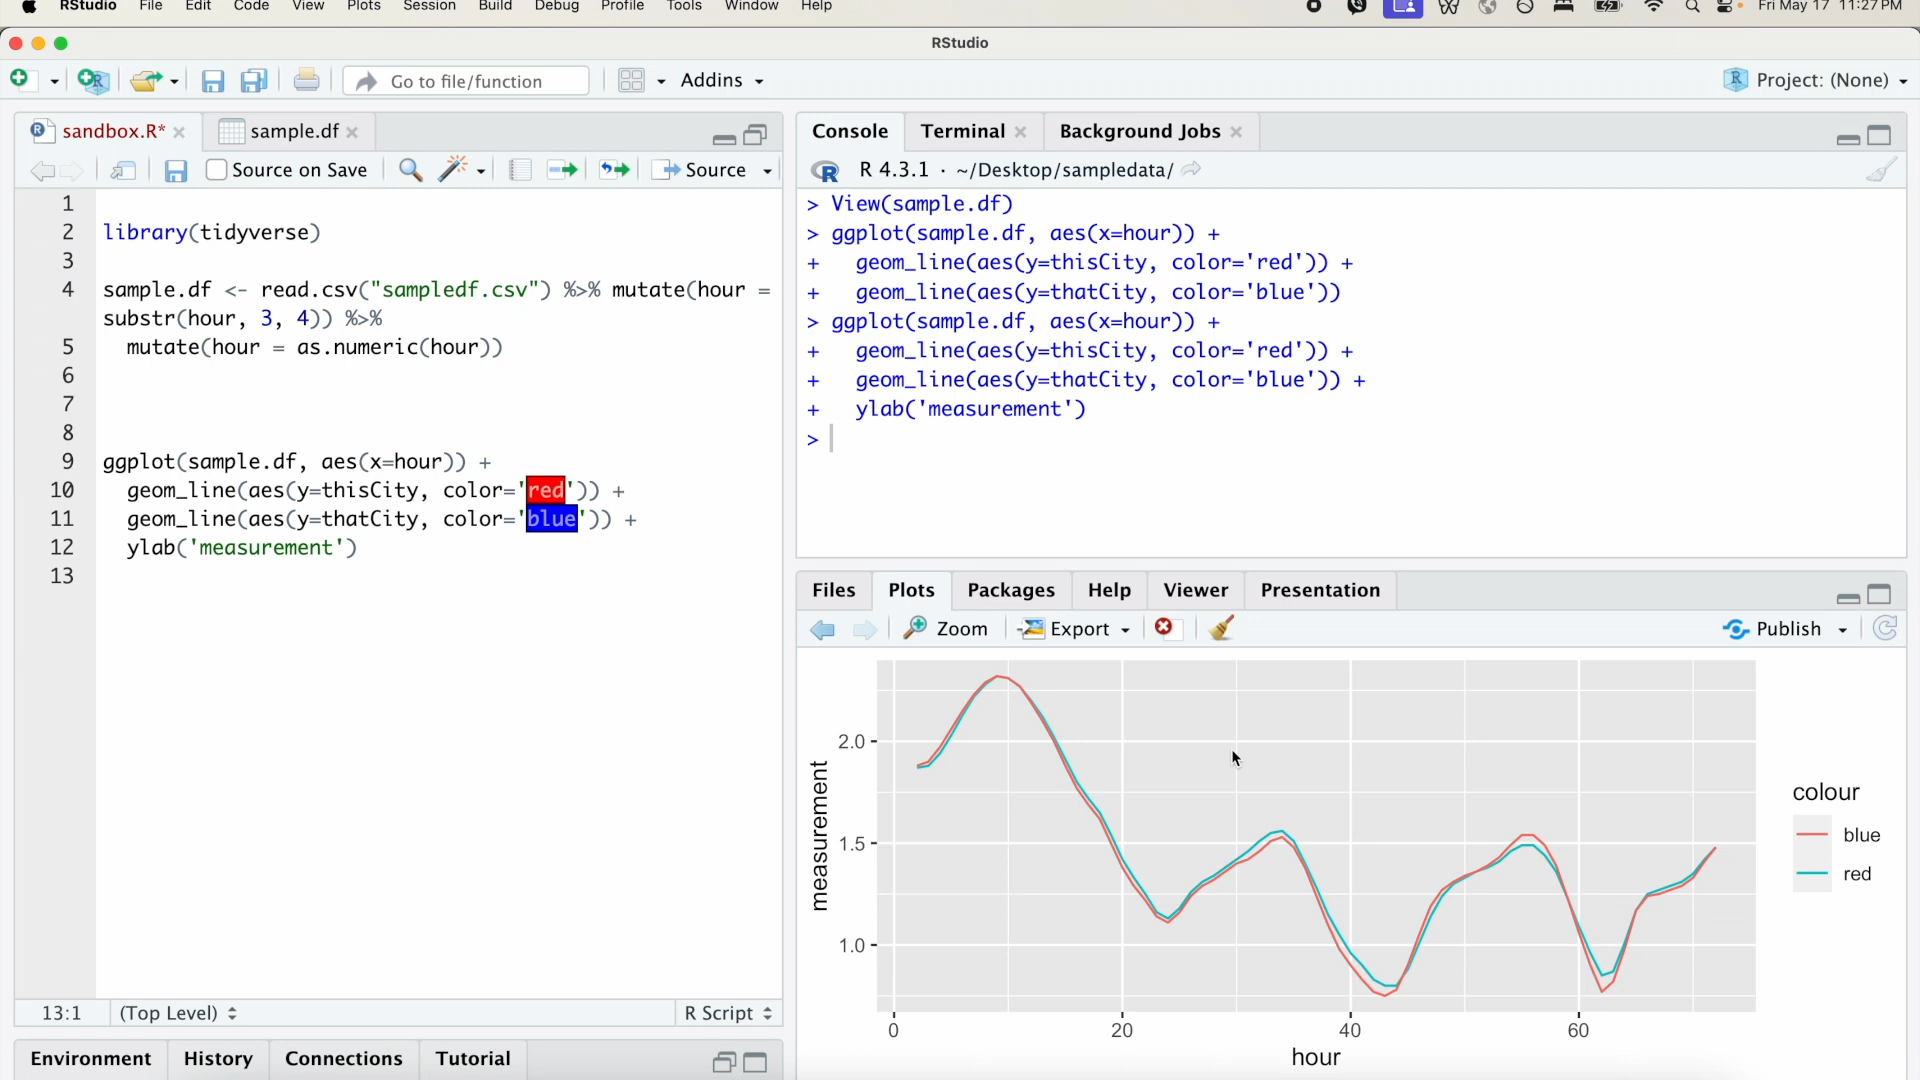 RStudio File Edit Code View Plots Session Build Debug Profile Tools Window Help Fri May 17 11:27 PM
RStudio
Go to file/function Addins Project: (None)
sandbox.R* sample.df
Source on Save Source
1
2 library(tidyverse)
3
4 sample.df <- read.csv("sampledf.csv") %>% mutate(hour =
substr(hour, 3, 4)) %>%
5 mutate(hour = as.numeric(hour))
6
7
8
9 ggplot(sample.df, aes(x=hour)) +
10 geom_line(aes(y=thisCity, color='red')) +
11 geom_line(aes(y=thatCity, color='blue')) +
12 ylab('measurement')
13
13:1 (Top Level) R Script
Environment History Connections Tutorial
Console Terminal Background Jobs
R 4.3.1 · ~/Desktop/sampledata/
> View(sample.df)
> ggplot(sample.df, aes(x=hour)) +
+ geom_line(aes(y=thisCity, color='red')) +
+ geom_line(aes(y=thatCity, color='blue'))
> ggplot(sample.df, aes(x=hour)) +
+ geom_line(aes(y=thisCity, color='red')) +
+ geom_line(aes(y=thatCity, color='blue')) +
+ ylab('measurement')
>
Files Plots Packages Help Viewer Presentation
Zoom Export Publish
measurement
2.0
1.5
1.0
0 20 40 60
hour
colour
blue
red